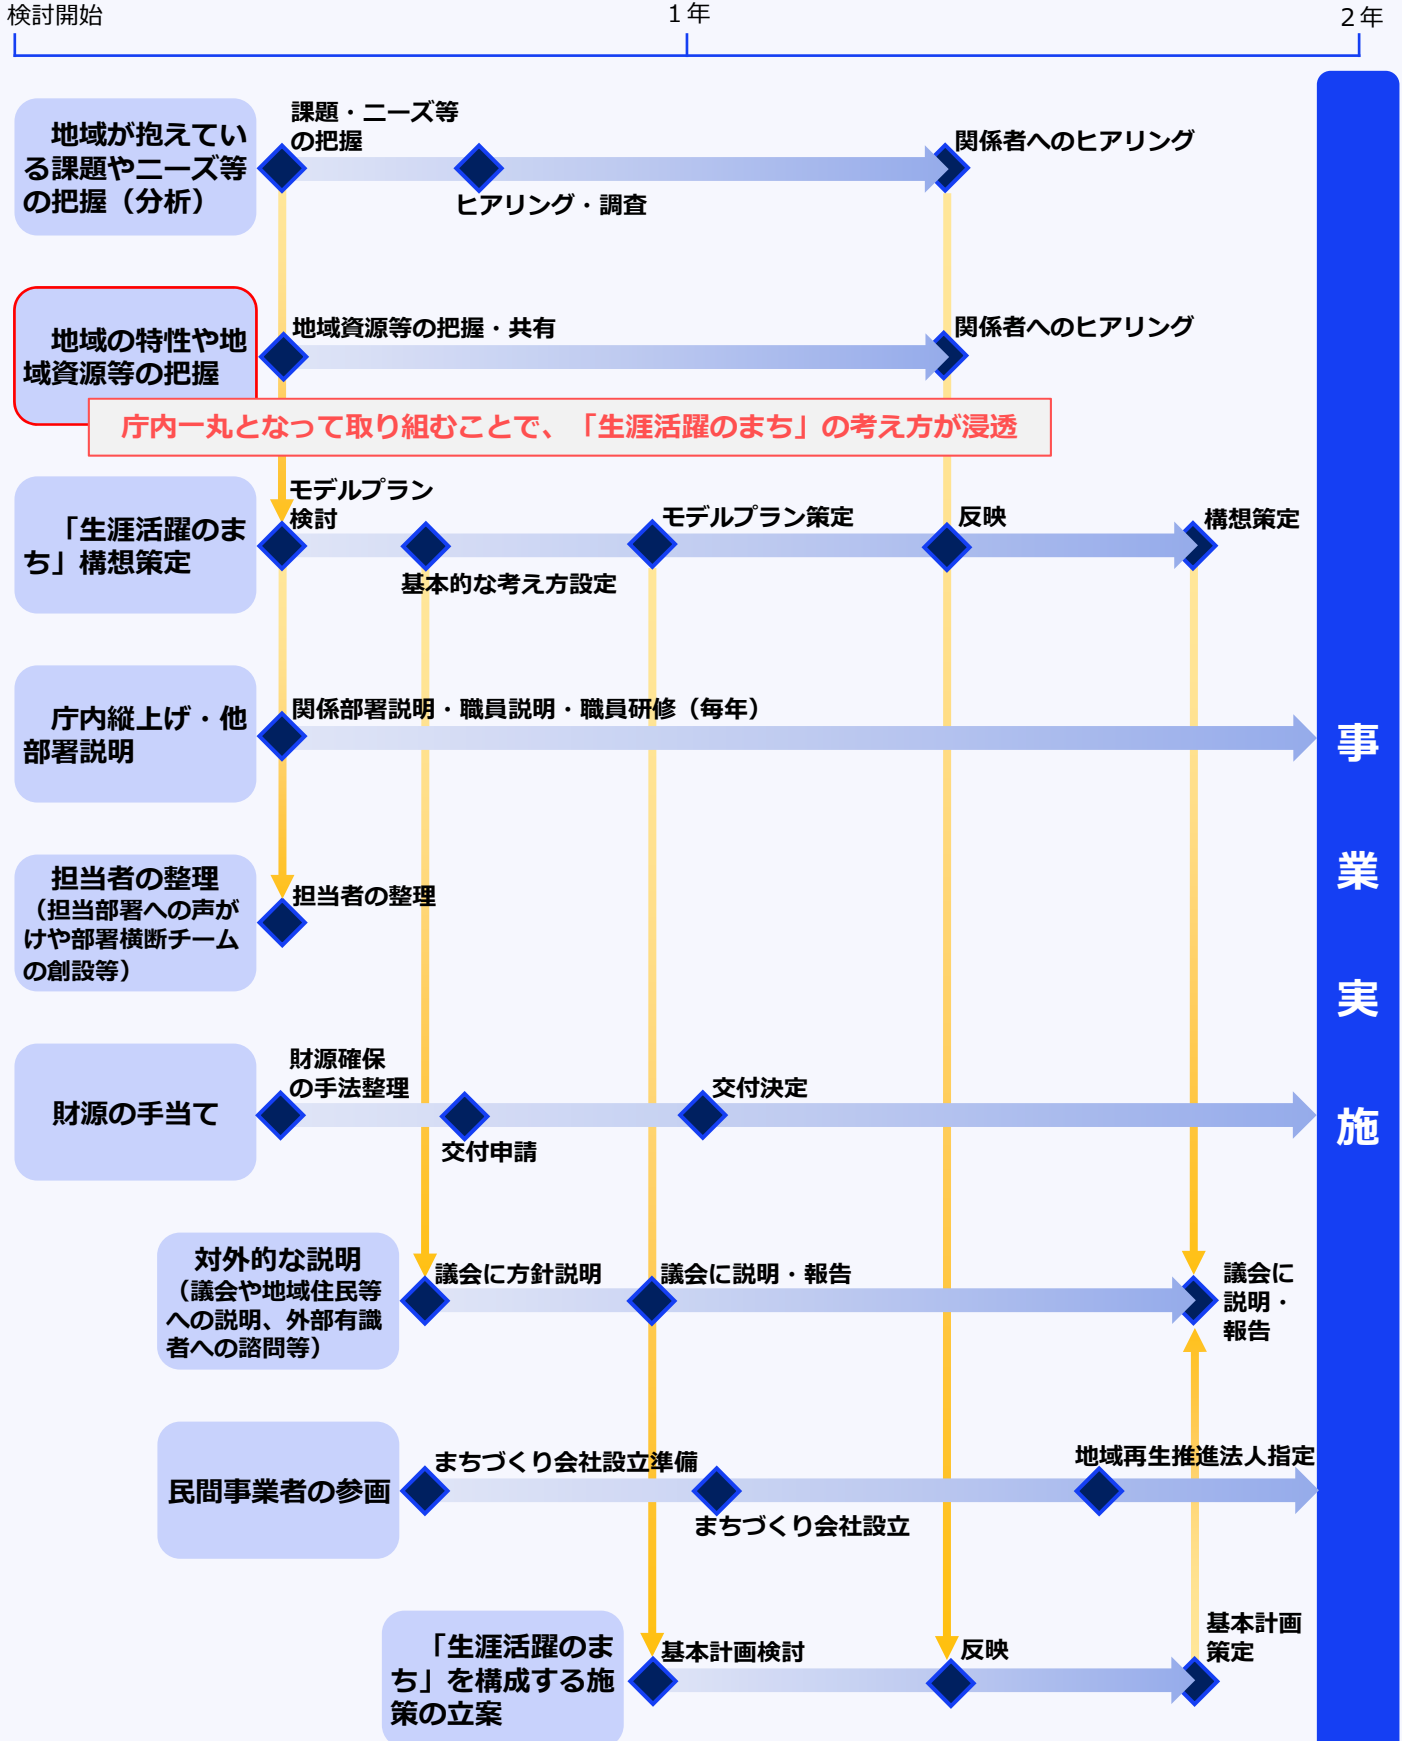 検討開始
1年
2年
地域が抱えてい
る課題やニーズ等
の把握（分析）
課題・ニーズ等
の把握
ヒアリング・調査
関係者へのヒアリング
地域の特性や地
域資源等の把握
地域資源等の把握・共有
関係者へのヒアリング
庁内一丸となって取り組むことで、「生涯活躍のまち」の考え方が浸透
「生涯活躍のま
ち」構想策定
モデルプラン
検討
基本的な考え方設定
モデルプラン策定
反映
構想策定
庁内縦上げ・他
部署説明
関係部署説明・職員説明・職員研修（毎年）
担当者の整理
（担当部署への声が
けや部署横断チーム
の創設等）
担当者の整理
財源の手当て
財源確保
の手法整理
交付申請
交付決定
対外的な説明
（議会や地域住民等
への説明、外部有識
者への諮問等）
議会に方針説明
議会に説明・報告
議会に
説明・
報告
民間事業者の参画
まちづくり会社設立準備
まちづくり会社設立
地域再生推進法人指定
「生涯活躍のま
ち」を構成する施
策の立案
基本計画検討
反映
基本計画
策定
事業実施